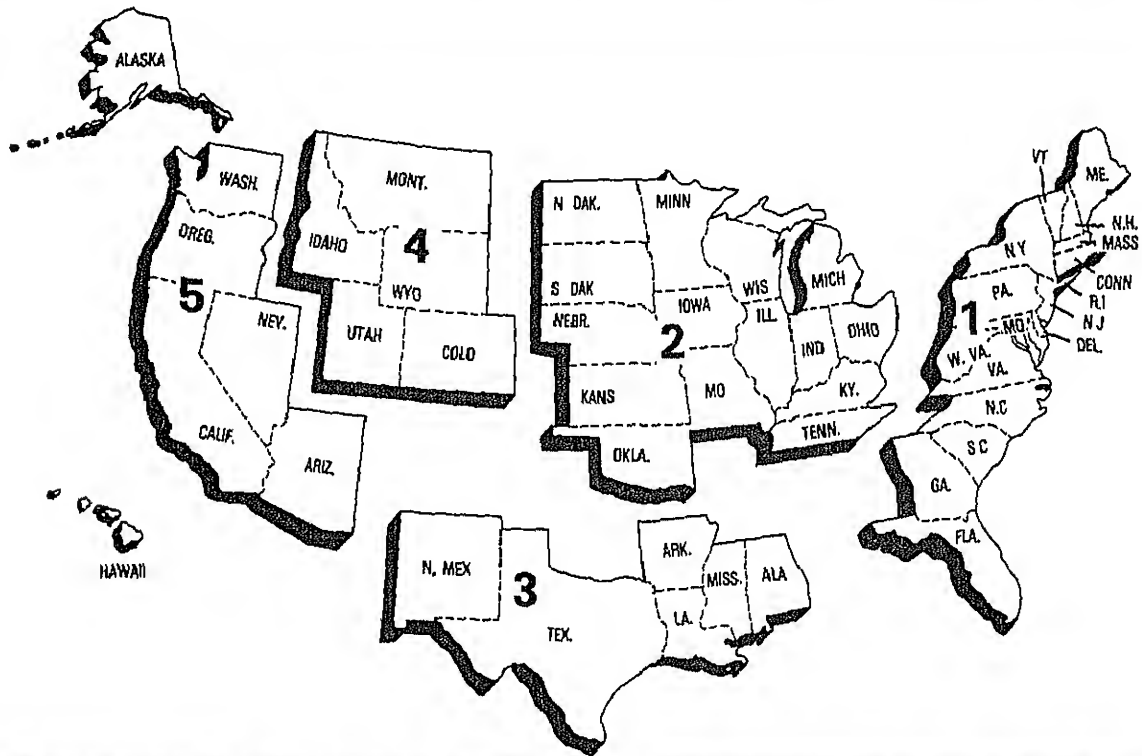 ALASKA
WASH.
OREG.
5
NEV.
CALIF.
ARIZ.
HAWAII
MONT.
IDAHO
4
WYO
UTAH
COLO
N DAK.
MINN
S DAK
WIS
MICH
NEBR.
IOWA
ILL.
2
IND
OHIO
KANS
MO
KY.
OKLA.
TENN.
N. MEX
3
TEX.
ARK.
LA.
MISS.
ALA
VT
ME.
N.H.
MASS
N.Y
CONN
PA.
R.I
1
N J
MD.
DEL.
W. VA.
VA.
N.C
S C
GA.
FLA.